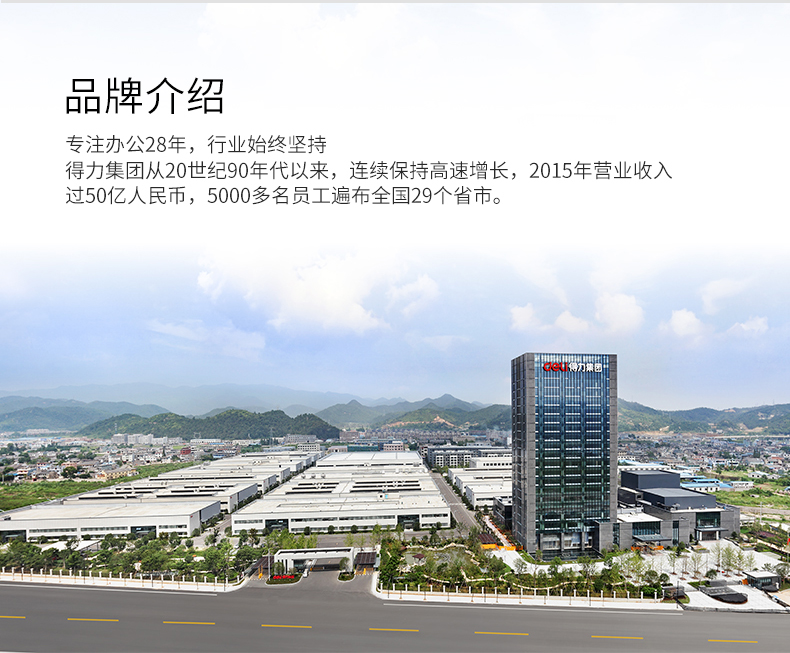 品牌介绍
专注办公28年，行业始终坚持
得力集团从20世纪90年代以来，连续保持高速增长，2015年营业收入
过50亿人民币，5000多名员工遍布全国29个省市。
deli得力集团